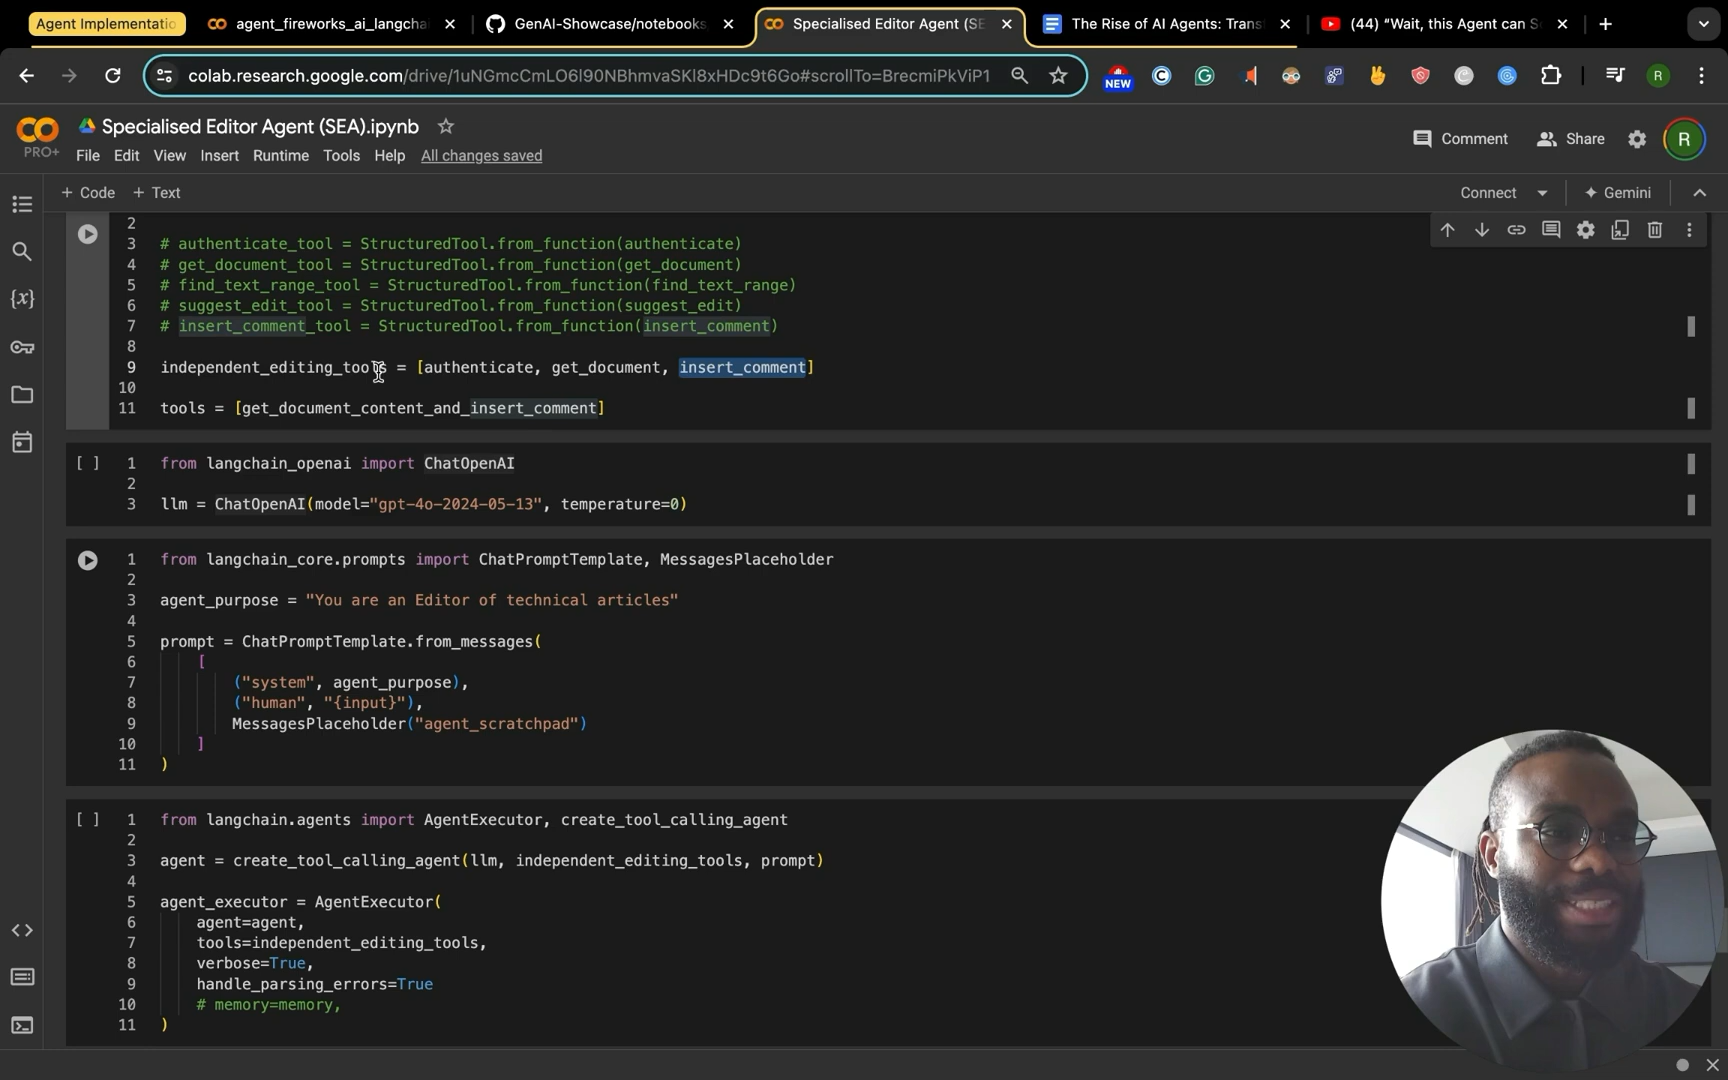 Agent Implementatio
agent_fireworks_ai_langcha
GenAI-Showcase/notebooks
Specialised Editor Agent (SE
The Rise of AI Agents: Trans
(44) "Wait, this Agent can S
colab.research.google.com/drive/1uNGmcCmLO6l90NBhmvaSKl8xHDc9t6Go#scrollTo=BrecmiPkViP1
NEW
R
PRO+
Specialised Editor Agent (SEA).ipynb
Comment
Share
R
File Edit View Insert Runtime Tools Help All changes saved
+ Code + Text
Connect
Gemini
2
3 # authenticate_tool = StructuredTool.from_function(authenticate)
4 # get_document_tool = StructuredTool.from_function(get_document)
5 # find_text_range_tool = StructuredTool.from_function(find_text_range)
6 # suggest_edit_tool = StructuredTool.from_function(suggest_edit)
7 # insert_comment_tool = StructuredTool.from_function(insert_comment)
8
9 independent_editing_tools = [authenticate, get_document, insert_comment]
10
11 tools = [get_document_content_and_insert_comment]
[ ] 1 from langchain_openai import ChatOpenAI
2
3 llm = ChatOpenAI(model="gpt-4o-2024-05-13", temperature=0)
1 from langchain_core.prompts import ChatPromptTemplate, MessagesPlaceholder
2
3 agent_purpose = "You are an Editor of technical articles"
4
5 prompt = ChatPromptTemplate.from_messages(
6 [
7 ("system", agent_purpose),
8 ("human", "{input}"),
9 MessagesPlaceholder("agent_scratchpad")
10 ]
11 )
[ ] 1 from langchain.agents import AgentExecutor, create_tool_calling_agent
2
3 agent = create_tool_calling_agent(llm, independent_editing_tools, prompt)
4
5 agent_executor = AgentExecutor(
6 agent=agent,
7 tools=independent_editing_tools,
8 verbose=True,
9 handle_parsing_errors=True
10 # memory=memory,
11 )